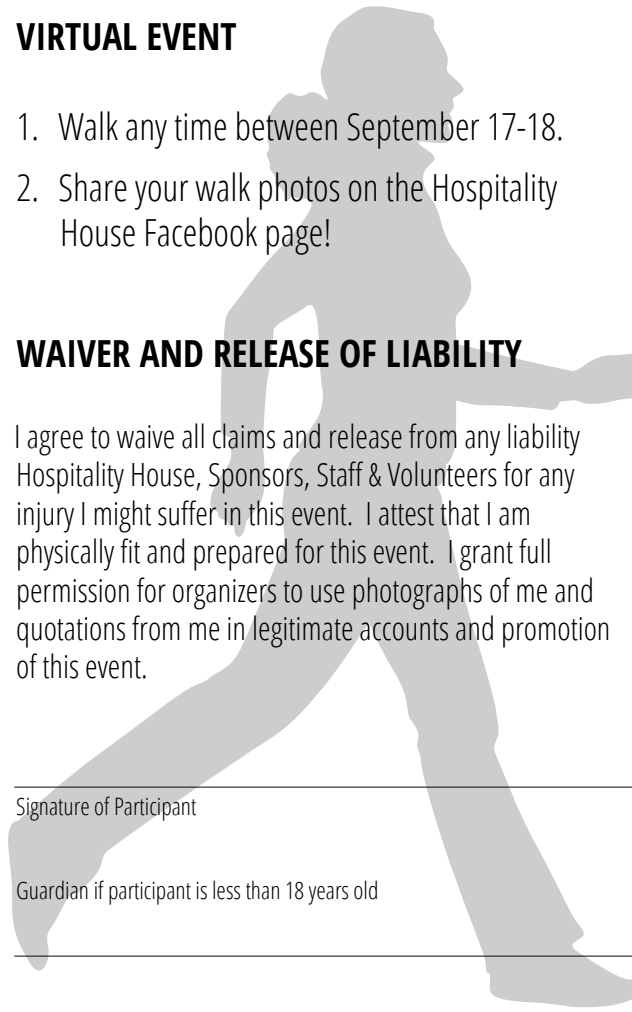 VIRTUAL EVENT
1. Walk any time between September 17-18.
2. Share your walk photos on the Hospitality
House Facebook page!
WAIVER AND RELEASE OF LIABILITY
I agree to waive all claims and release from any liability
Hospitality House, Sponsors, Staff & Volunteers for any
injury I might suffer in this event.  I attest that I am
physically fit and prepared for this event.  I grant full
permission for organizers to use photographs of me and
quotations from me in legitimate accounts and promotion
of this event.
Signature of Participant
Guardian if participant is less than 18 years old